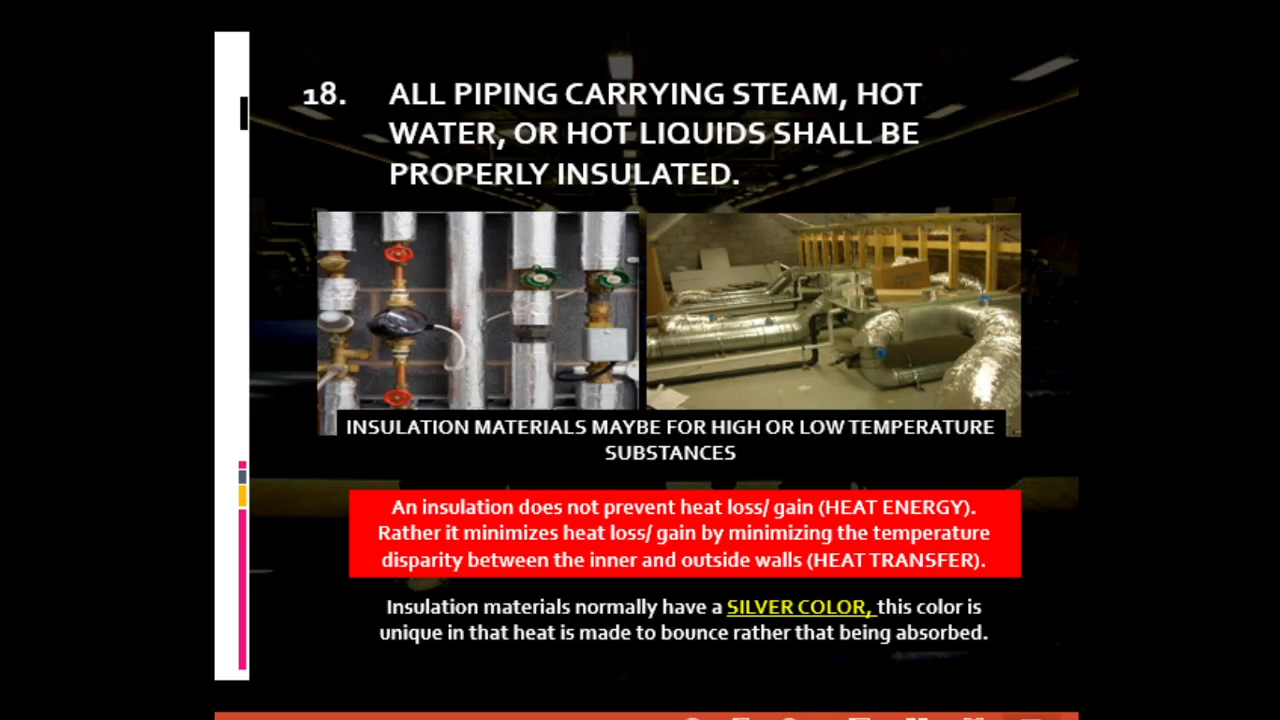 18. ALL PIPING CARRYING STEAM, HOT
WATER, OR HOT LIQUIDS SHALL BE
PROPERLY INSULATED.
INSULATION MATERIALS MAYBE FOR HIGH OR LOW TEMPERATURE
SUBSTANCES
An insulation does not prevent heat loss/ gain (HEAT ENERGY).
Rather it minimizes heat loss/ gain by minimizing the temperature
disparity between the inner and outside walls (HEAT TRANSFER).
Insulation materials normally have a SILVER COLOR, this color is
unique in that heat is made to bounce rather that being absorbed.